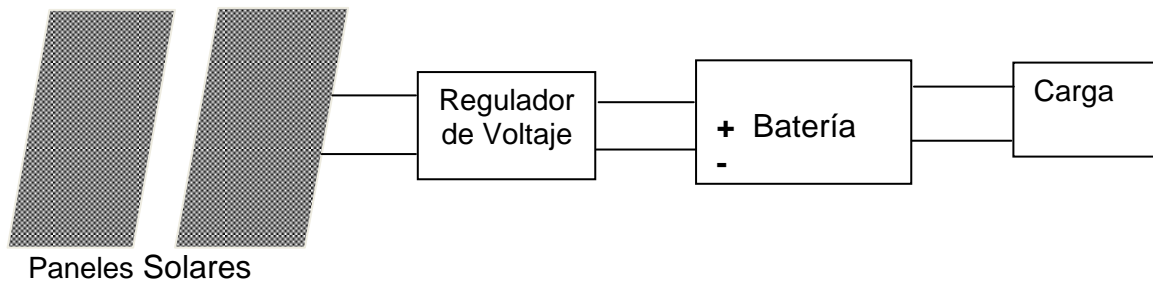 Regulador
de Voltaje
+ Batería
-
Carga
Paneles Solares